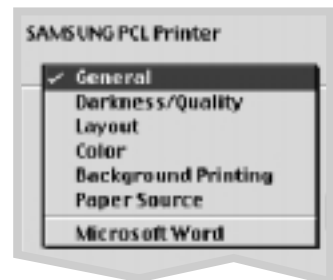 SAMSUNG PCL Printer
✓ General
Darkness/Quality
Layout
Color
Background Printing
Paper Source
Microsoft Word